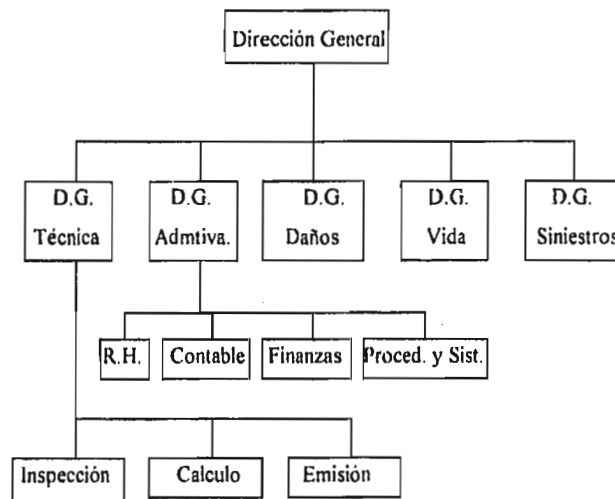 Dirección General
D.G.
Técnica
D.G.
Admtiva.
D.G.
Daños
D.G.
Vida
D.G.
Siniestros
R.H.
Contable
Finanzas
Proced. y Sist.
Inspección
Calculo
Emisión